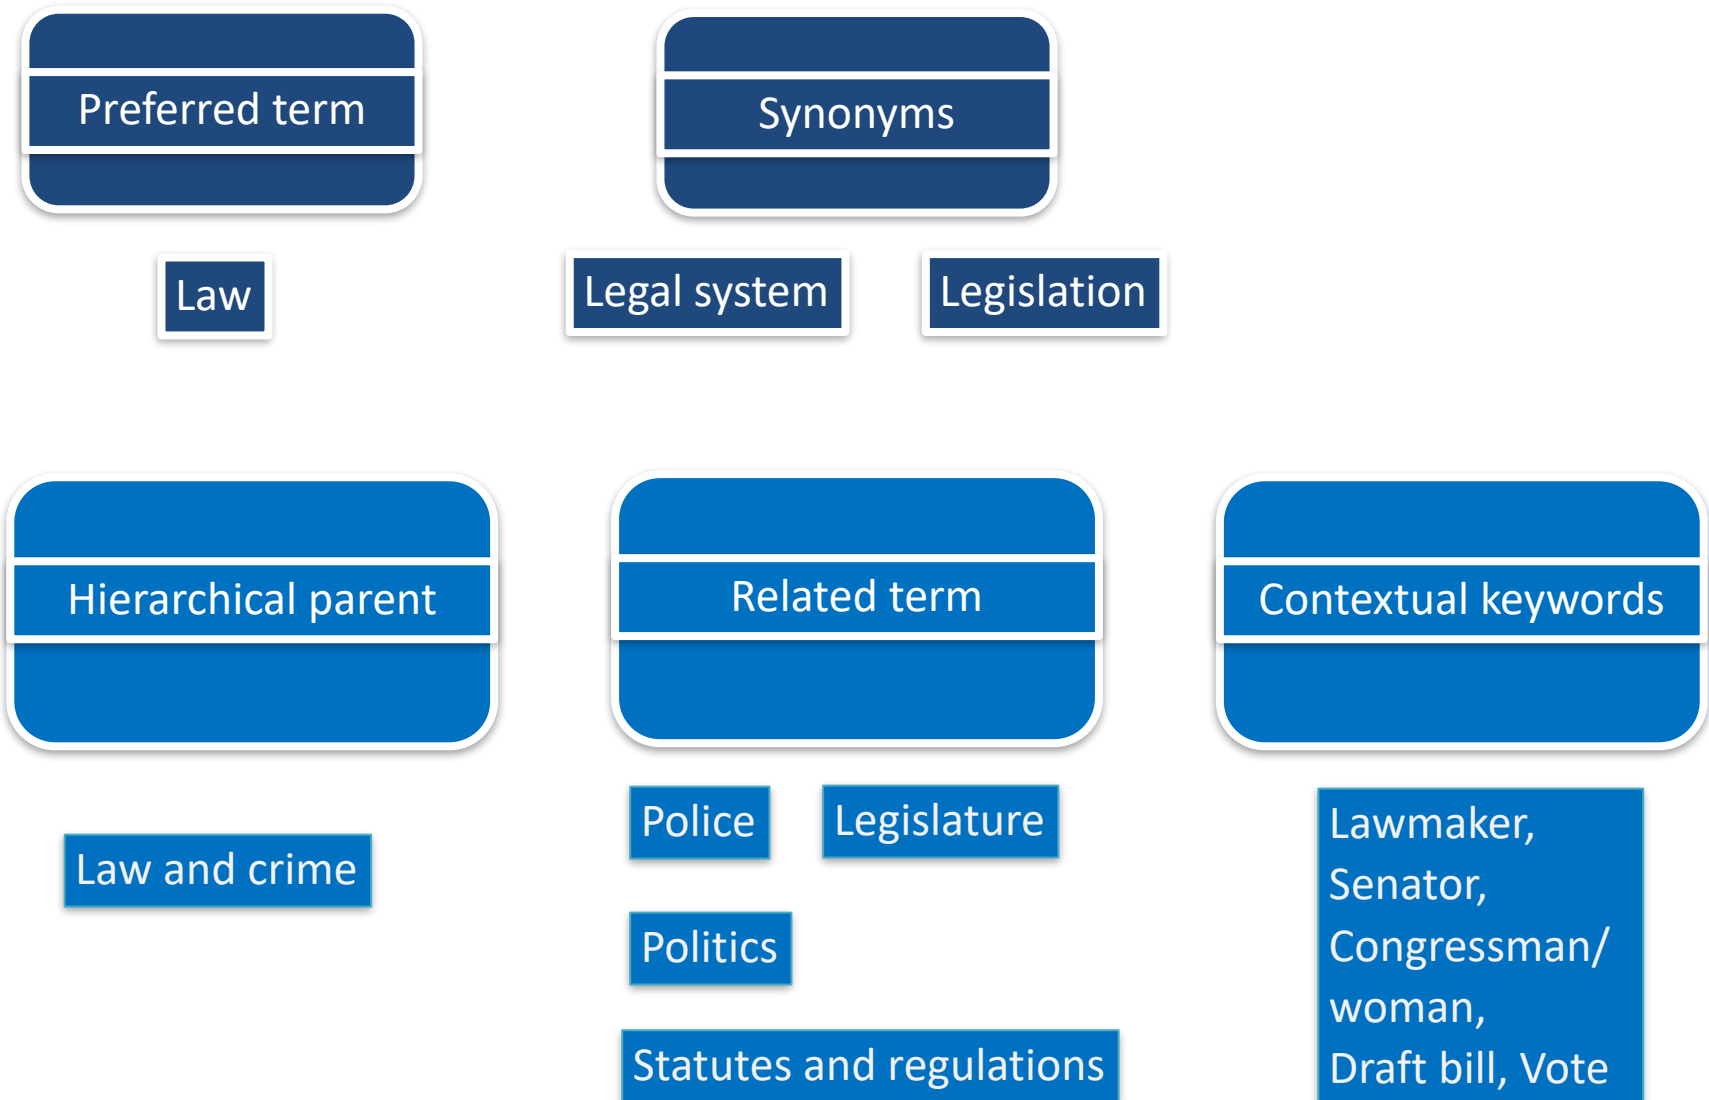 Preferred term
Synonyms
Law
Legal system
Legislation
Hierarchical parent
Related term
Contextual keywords
Law and crime
Police
Legislature
Politics
Statutes and regulations
Lawmaker,
Senator,
Congressman/
woman,
Draft bill, Vote